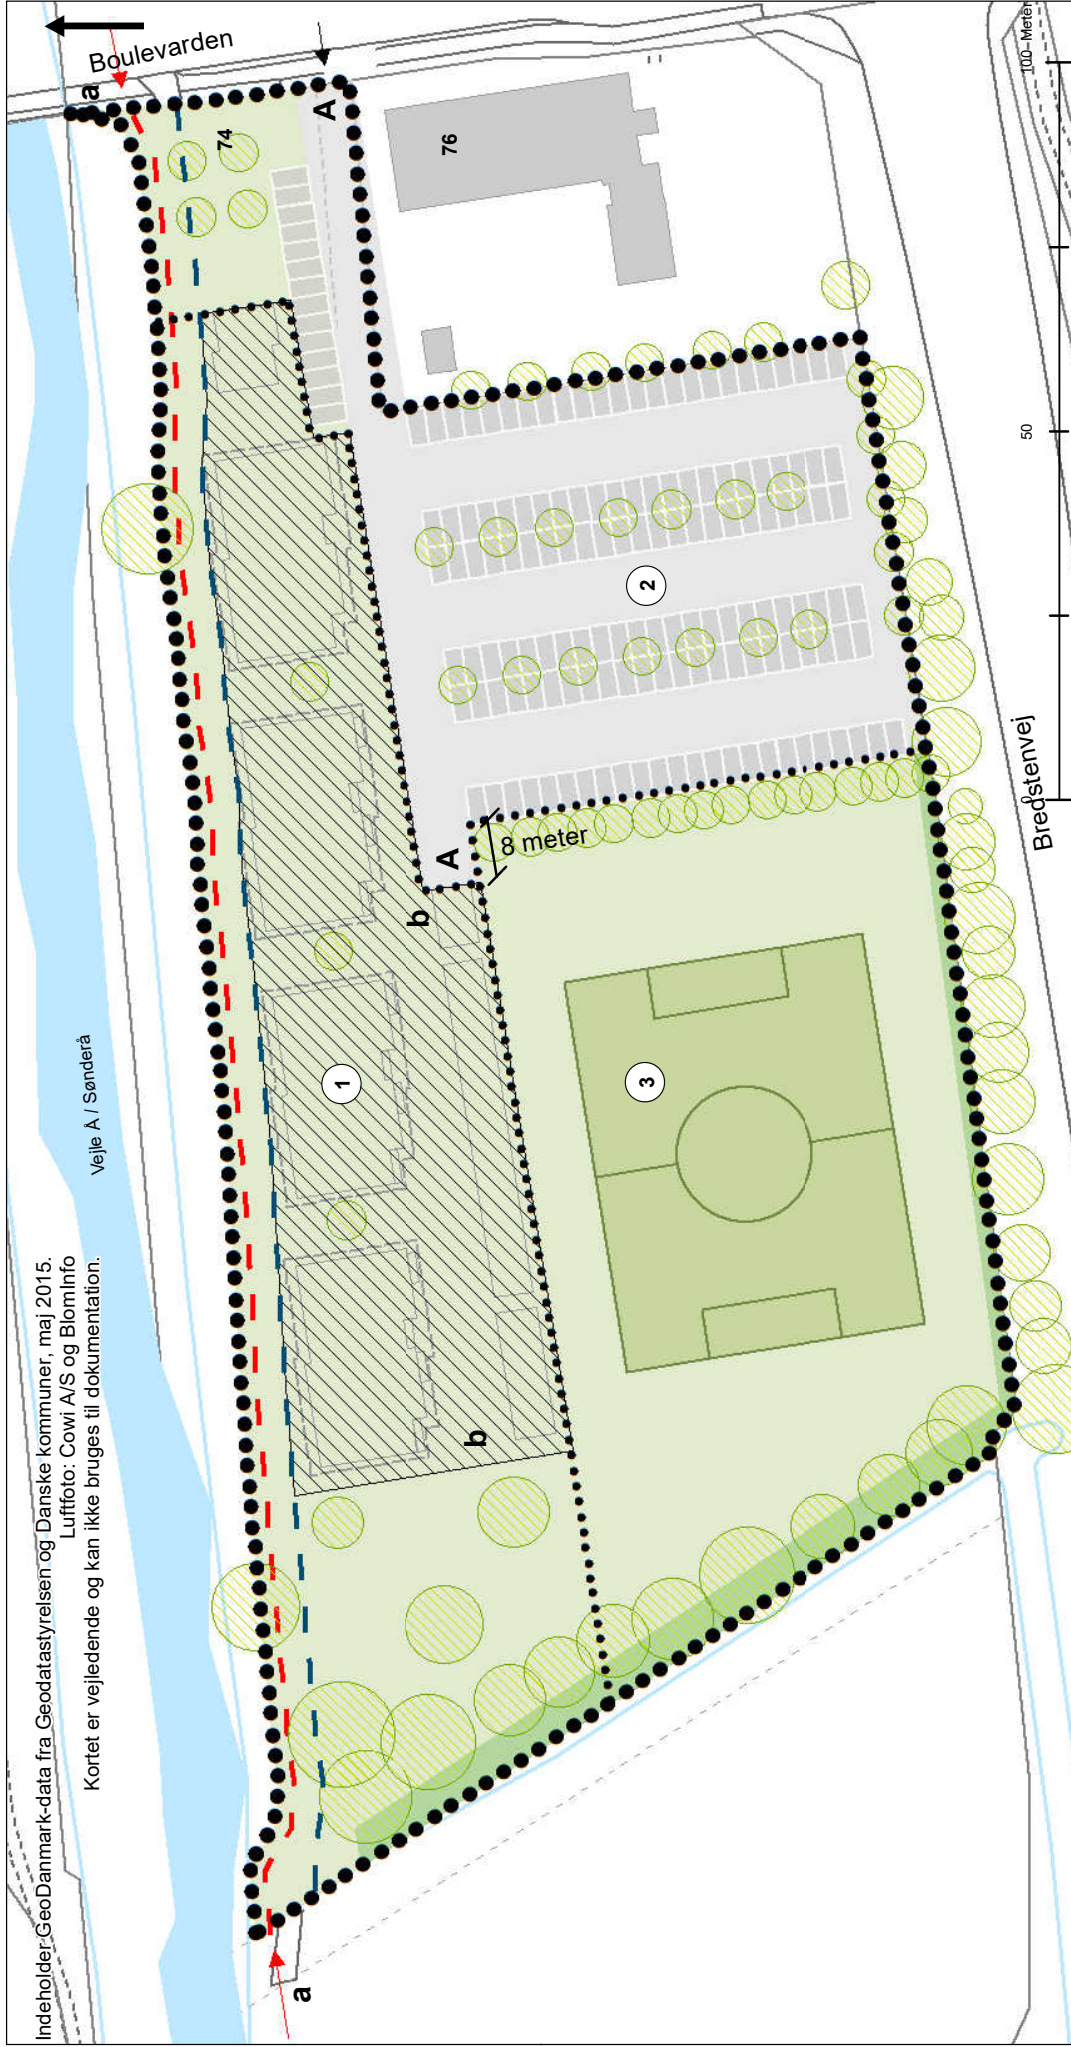 Indeholder GeoDanmark-data fra Geodatastyrelsen og Danske kommuner, maj 2015.
Luftfoto: Cowi A/S og BlomInfo
Kortet er vejledende og kan ikke bruges til dokumentation.
Vejle Å / Sønderå
Boulevarden
a
74
A
76
1
2
3
A
8 meter
b
b
a
Bredstenvej
0
50
100 Meter